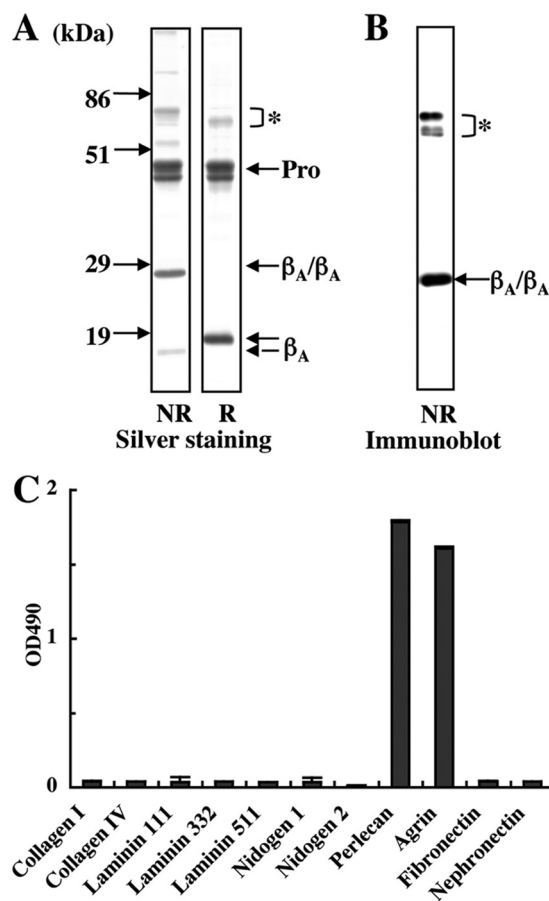 A (kDa)
86
51
29
19
*
Pro
βA/βA
βA
NR R
Silver staining
B
*
βA/βA
NR
Immunoblot
C
2
1
0
OD490
Collagen I
Collagen IV
Laminin 111
Laminin 332
Laminin 511
Nidogen 1
Nidogen 2
Perlecan
Agrin
Fibronectin
Nephronectin